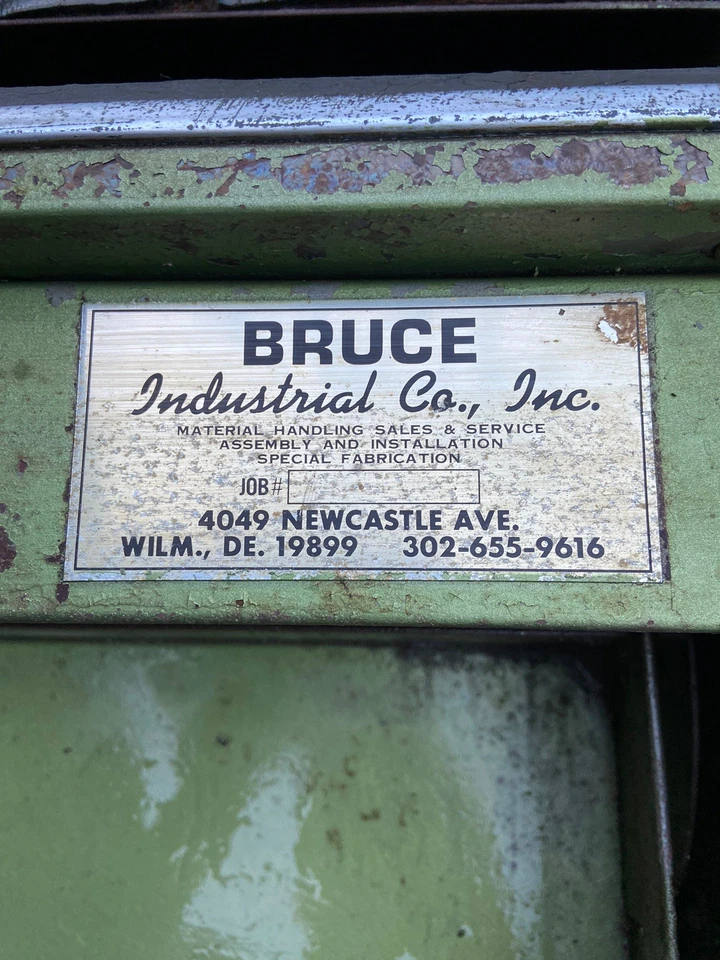 BRUCE
Industrial Co., Inc.
MATERIAL HANDLING SALES & SERVICE
ASSEMBLY AND INSTALLATION
SPECIAL FABRICATION
JOB#
4049 NEWCASTLE AVE.
WILM., DE. 19899 302-655-9616